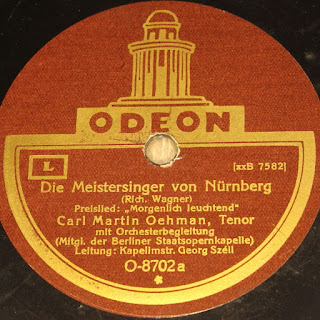 ODEON
L
[xxB 7582]
Die Meistersinger von Nürnberg
(Rich. Wagner)
Preislied: „Morgenlich leuchtend“
Carl Martin Oehman, Tenor
mit Orchesterbegleitung
(Mitgl. der Berliner Staatsopernkapelle)
Leitung: Kapellmstr. Georg Széll
O-8702a